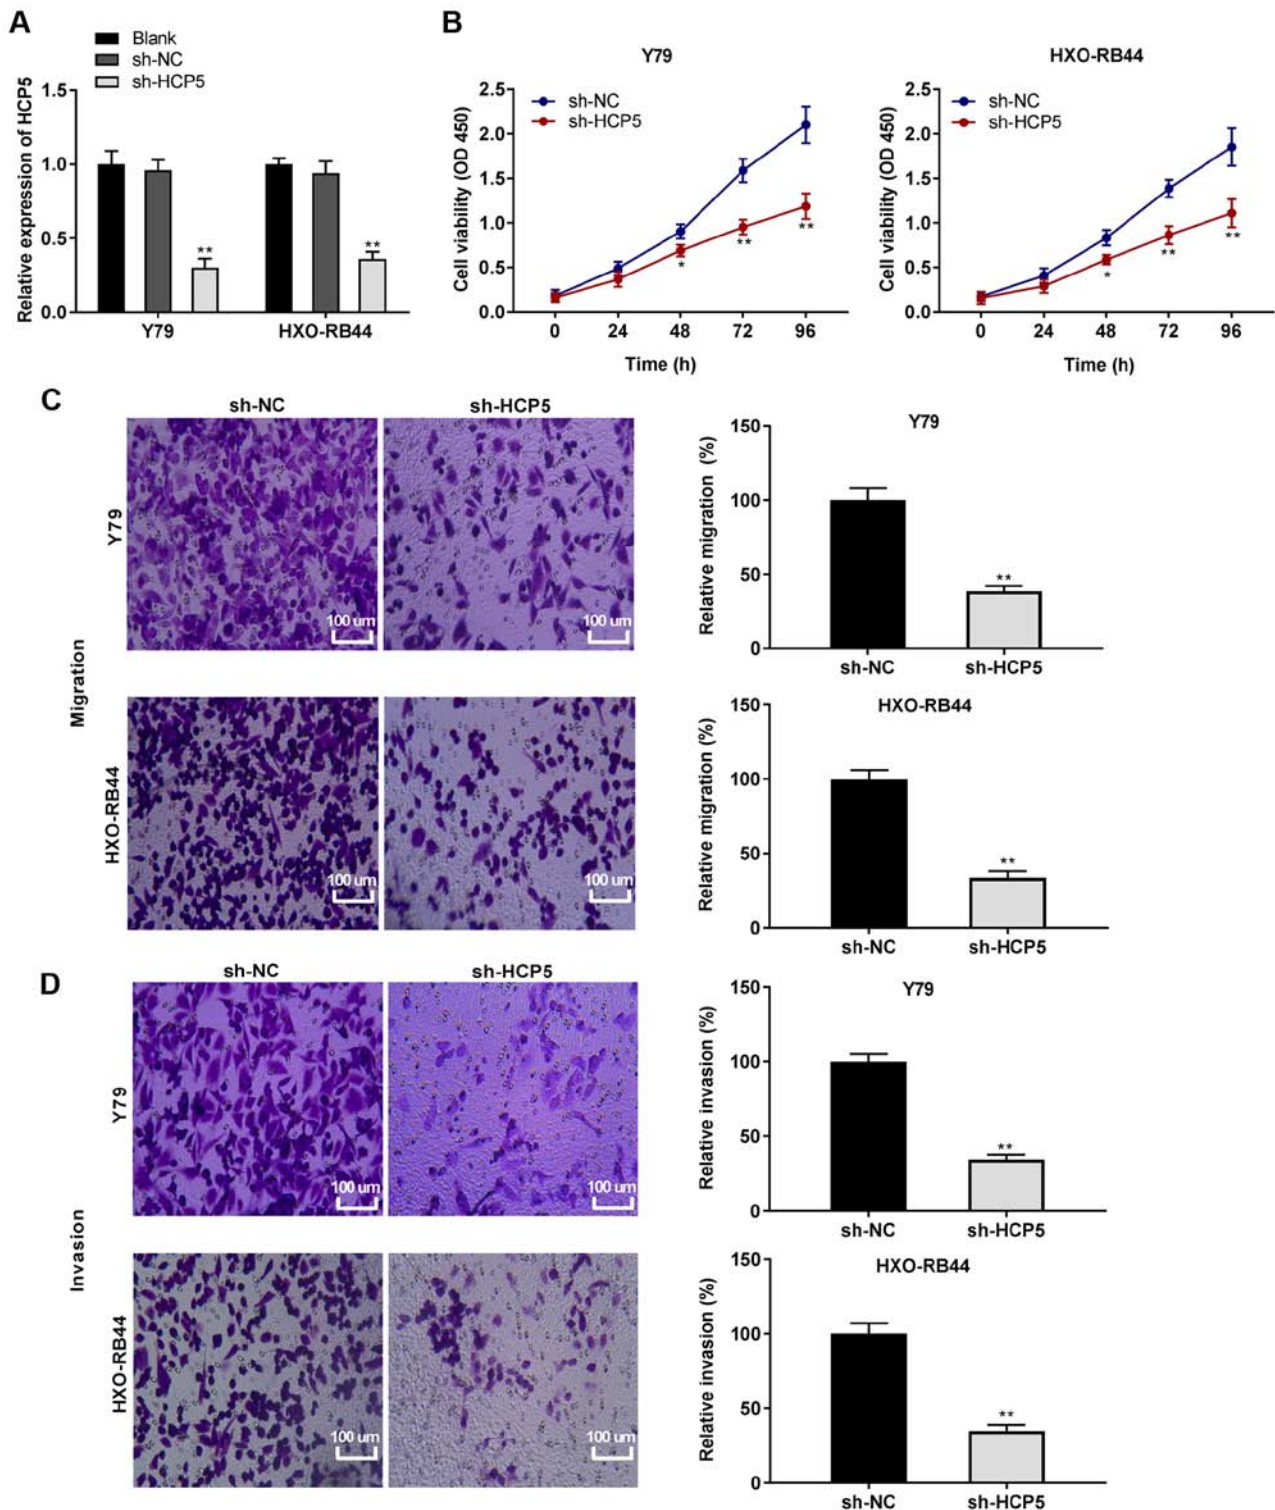 A
Blank
sh-NC
sh-HCP5
Relative expression of HCP5
1.5
1.0
0.5
0.0
**
**
Y79
HXO-RB44
B
Y79
sh-NC
sh-HCP5
Cell viability (OD 450)
2.5
2.0
1.5
1.0
0.5
0.0
*
**
**
0 24 48 72 96
Time (h)
HXO-RB44
sh-NC
sh-HCP5
Cell viability (OD 450)
2.5
2.0
1.5
1.0
0.5
0.0
*
**
**
0 24 48 72 96
Time (h)
C
sh-NC sh-HCP5
Migration
Y79
100 um 100 um
HXO-RB44
100 um 100 um
Y79
Relative migration (%)
150
100
50
0
**
sh-NC sh-HCP5
HXO-RB44
Relative migration (%)
150
100
50
0
**
sh-NC sh-HCP5
D
sh-NC sh-HCP5
Invasion
Y79
100 um 100 um
HXO-RB44
100 um 100 um
Y79
Relative invasion (%)
150
100
50
0
**
sh-NC sh-HCP5
HXO-RB44
Relative invasion (%)
150
100
50
0
**
sh-NC sh-HCP5